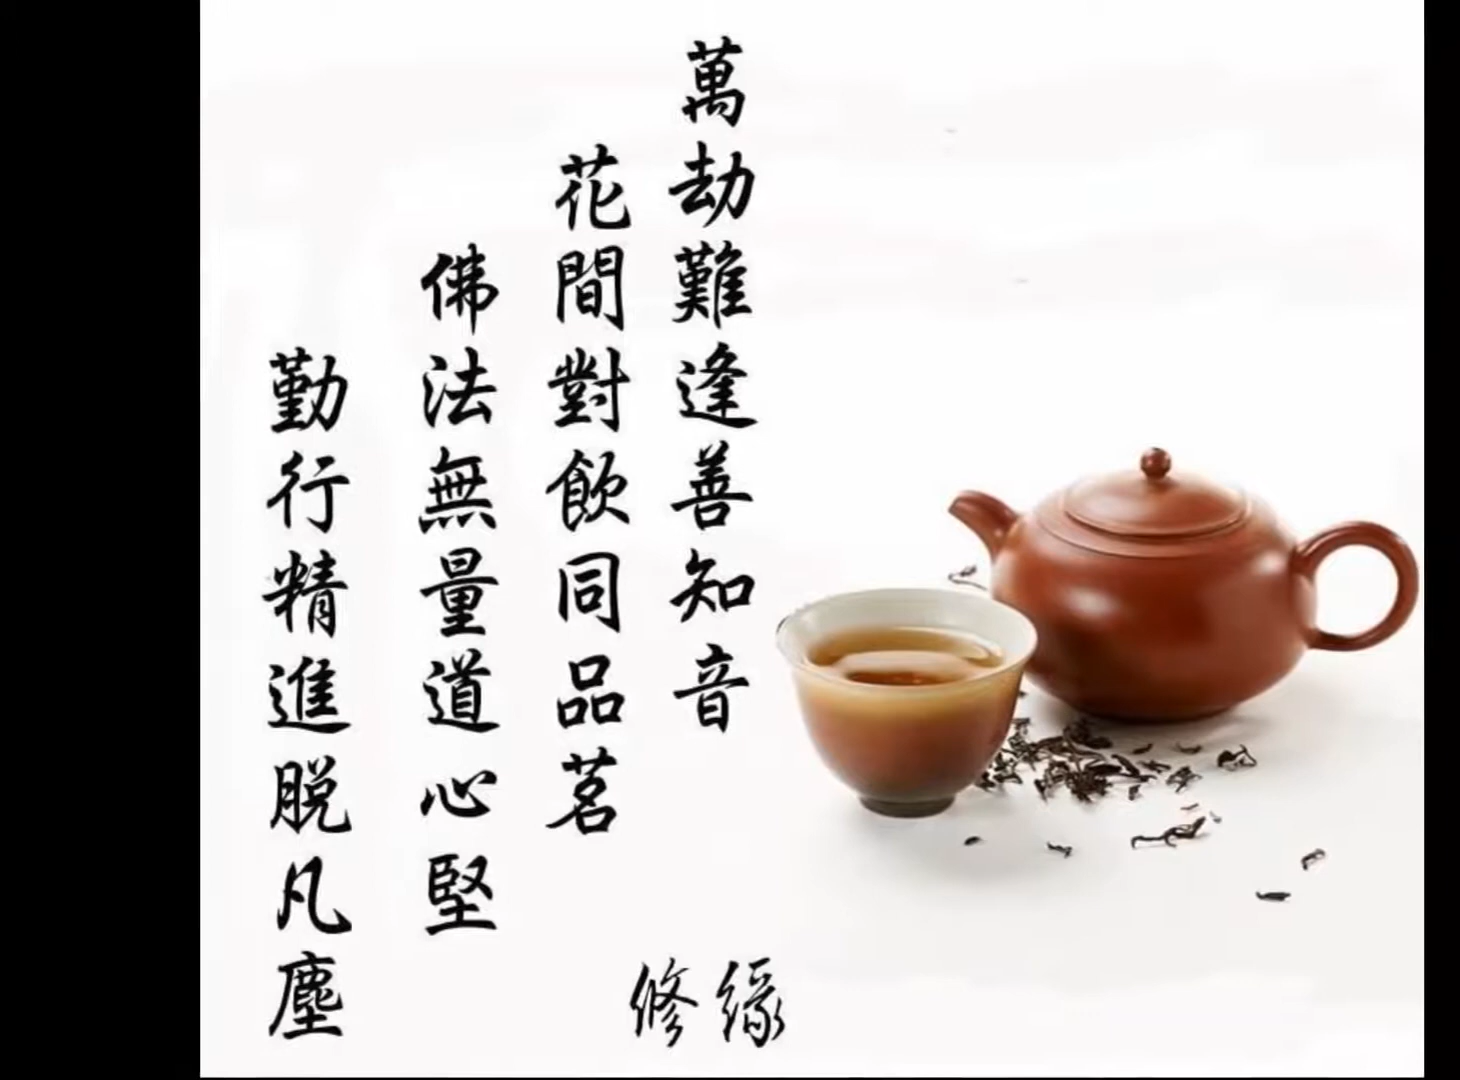 萬劫難逢善知音
花間對飲同品茗
佛法無量道心堅
勤行精進脫凡塵
修緣